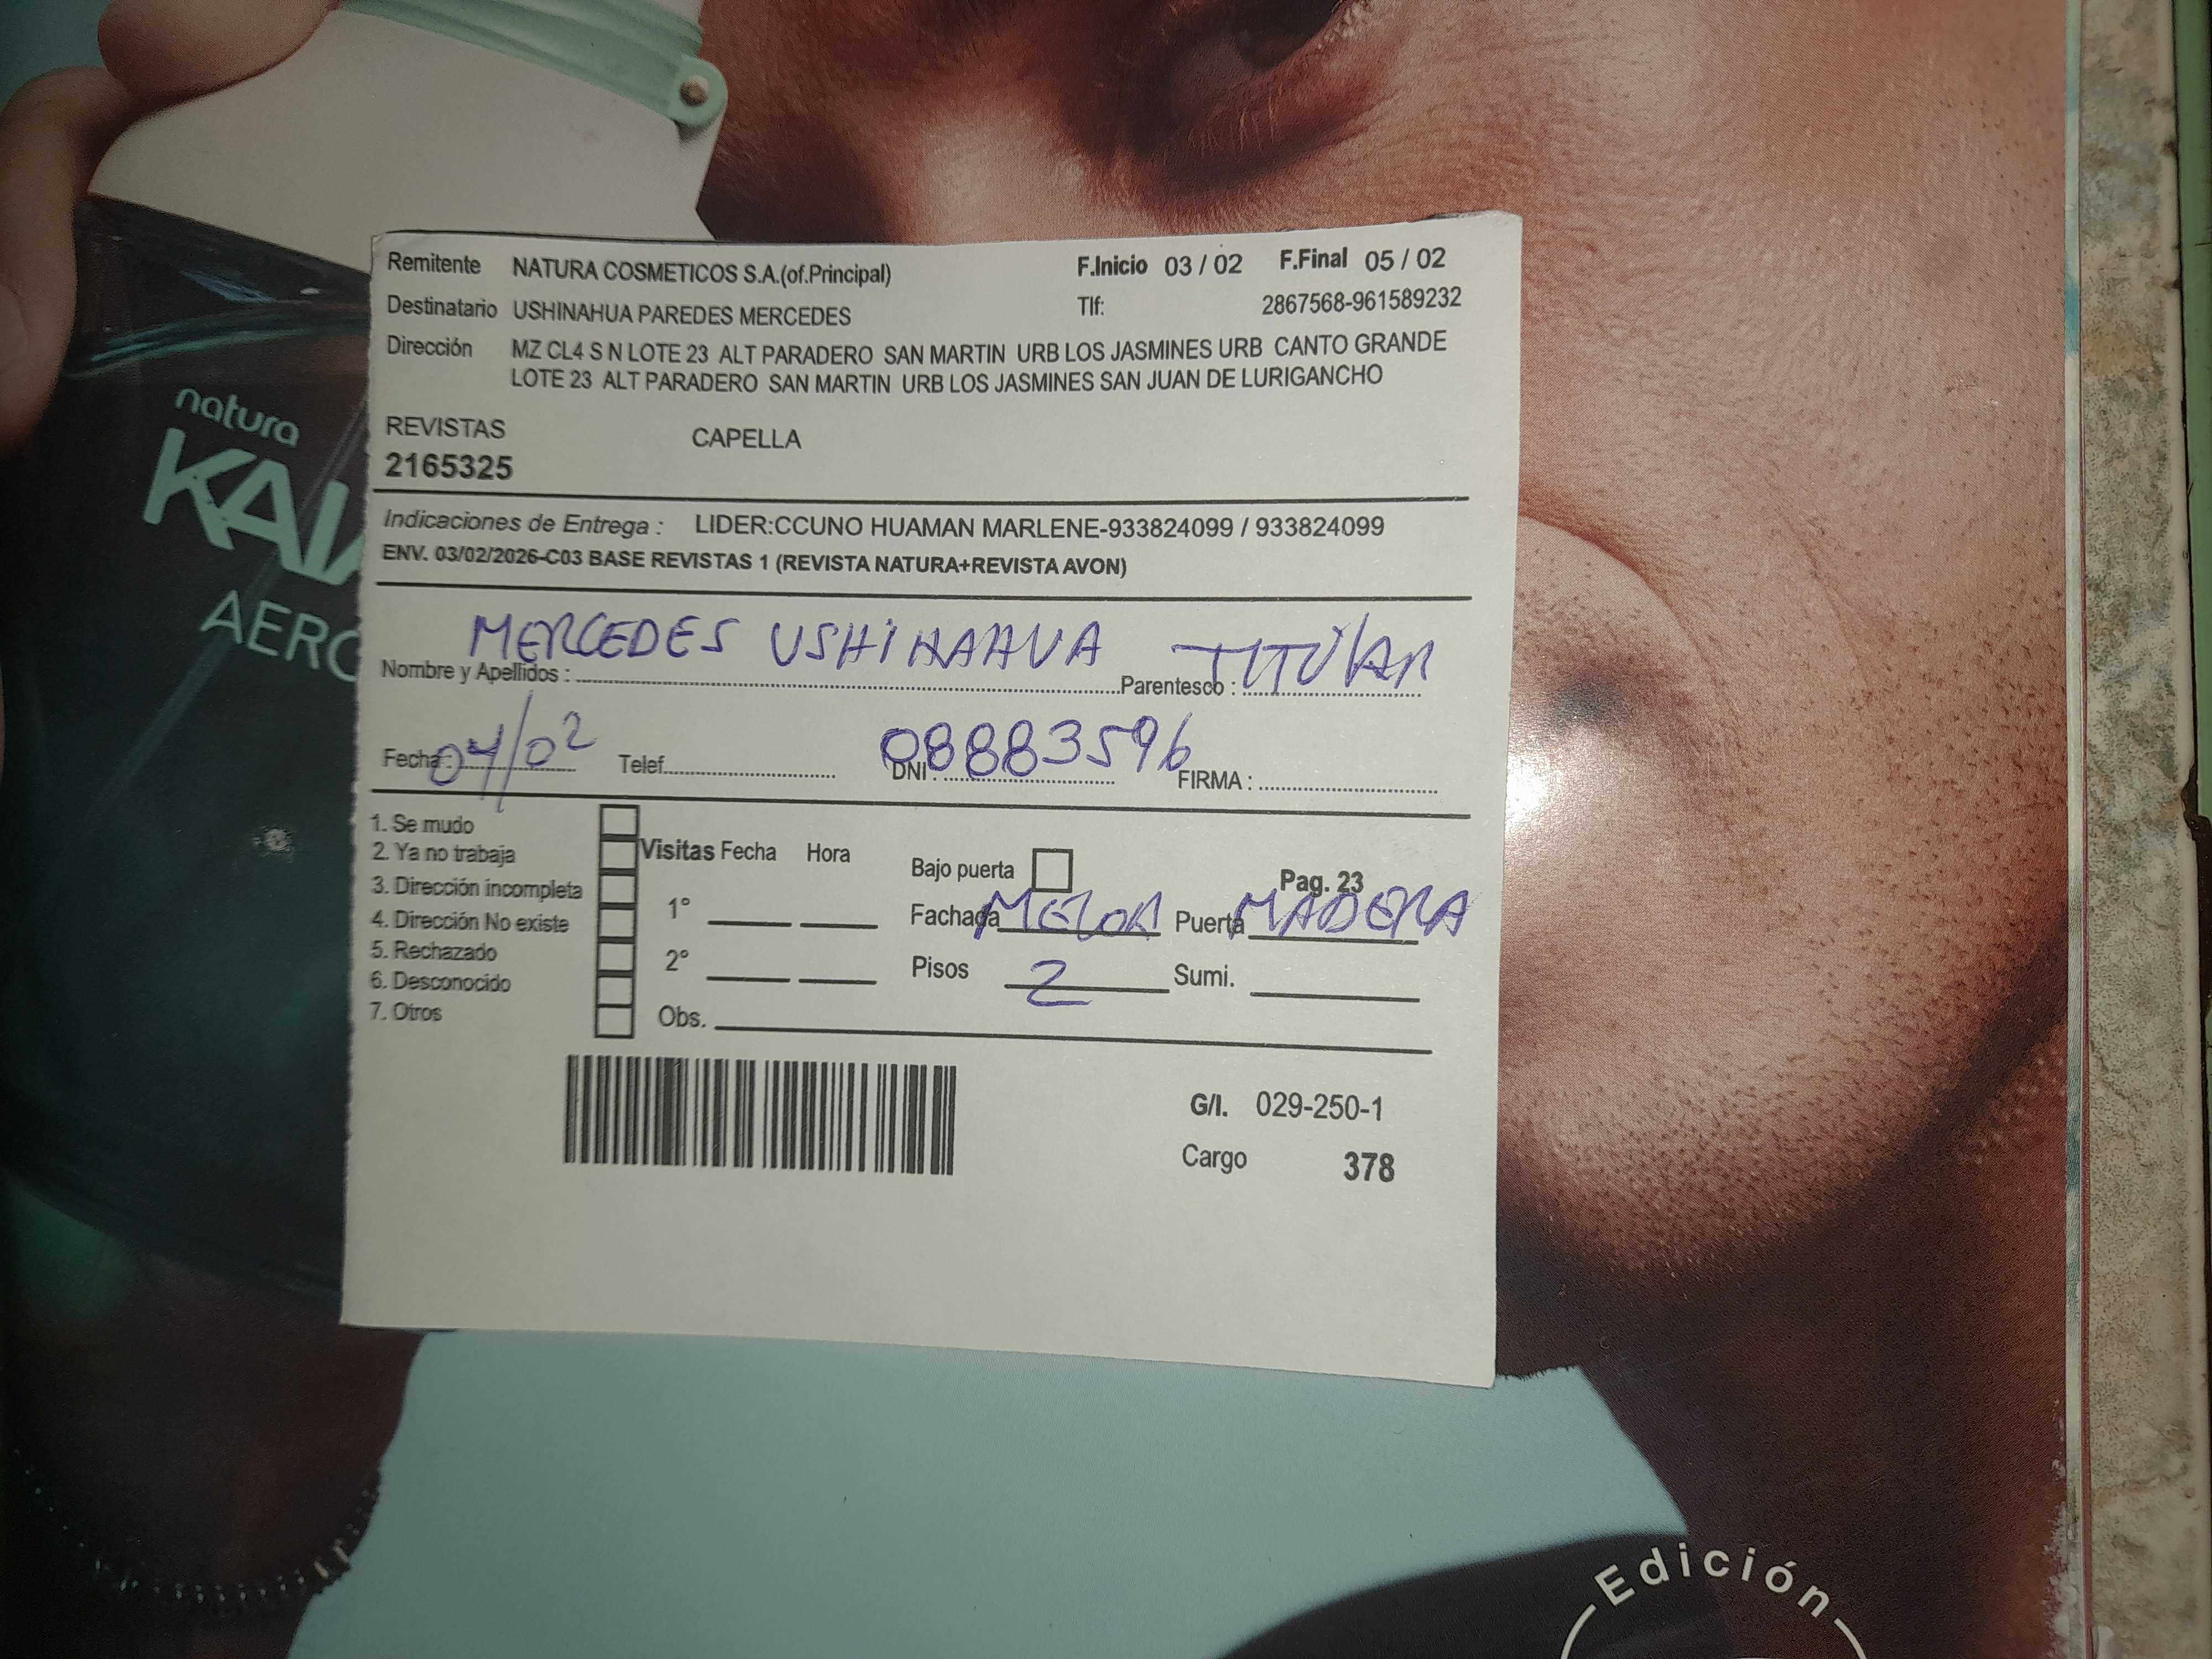 Remitente NATURA COSMETICOS S.A.(of.Principal) F.Inicio 03 / 02 F.Final 05 / 02
Destinatario USHINAHUA PAREDES MERCEDES Tlf: 2867568-961589232
Dirección MZ CL4 S N LOTE 23 ALT PARADERO SAN MARTIN URB LOS JASMINES URB CANTO GRANDE
LOTE 23 ALT PARADERO SAN MARTIN URB LOS JASMINES SAN JUAN DE LURIGANCHO
REVISTAS CAPELLA
2165325
Indicaciones de Entrega : LIDER:CCUNO HUAMAN MARLENE-933824099 / 933824099
ENV. 03/02/2026-C03 BASE REVISTAS 1 (REVISTA NATURA+REVISTA AVON)
Nombre y Apellidos : MERCEDES USHINAHUA Parentesco : TITULAR
Fecha : 04/02 Telef. DNI : 08883596 FIRMA :
1. Se mudo
2. Ya no trabaja
3. Dirección incompleta
4. Dirección No existe
5. Rechazado
6. Desconocido
7. Otros
Visitas Fecha Hora
1°
2°
Obs.
Bajo puerta Pag. 23
Fachada MELON Puerta MADERA
Pisos 2 Sumi.
G/I. 029-250-1
Cargo 378
natura
KAI
AERO
Edición